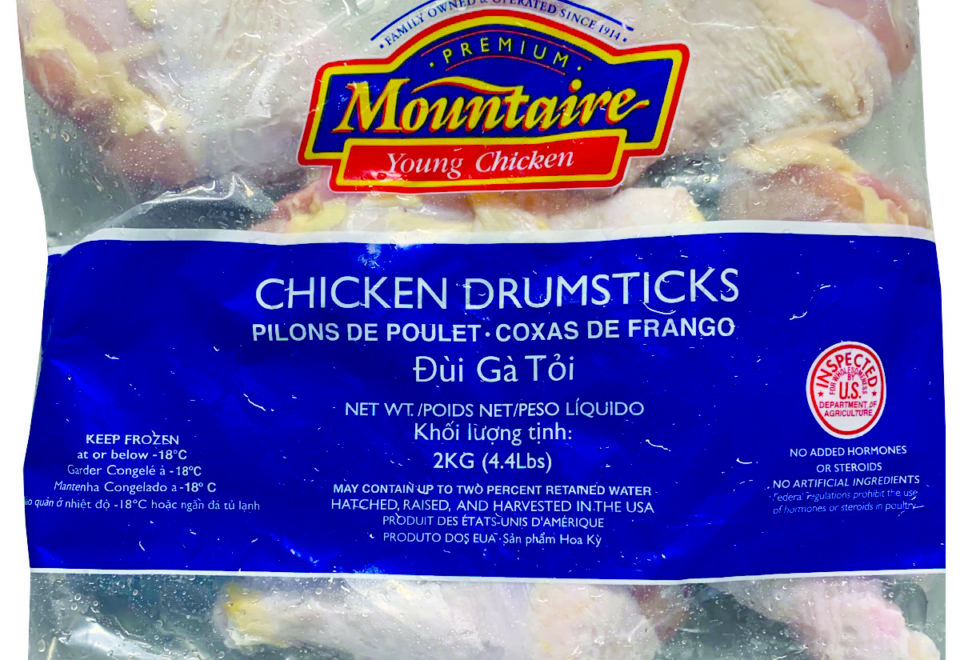 • FAMILY OWNED & OPERATED SINCE 1914 •
• PREMIUM •
Mountaire
Young Chicken
CHICKEN DRUMSTICKS
PILONS DE POULET · COXAS DE FRANGO
Đùi Gà Tỏi
NET WT./POIDS NET/PESO LÍQUIDO
Khối lượng tịnh:
2KG (4.4Lbs)
MAY CONTAIN UP TO TWO PERCENT RETAINED WATER
HATCHED, RAISED, AND HARVESTED IN THE USA
PRODUIT DES ÉTATS-UNIS D'AMÉRIQUE
PRODUTO DOS EUA · Sản phẩm Hoa Kỳ
KEEP FROZEN
at or below -18°C
Garder Congelé à -18°C
Mantenha Congelado a -18° C
quản ở nhiệt độ -18°C hoặc ngăn đá tủ lạnh
INSPECTED
FOR WHOLESOMENESS
BY
U.S.
DEPARTMENT OF
AGRICULTURE
NO ADDED HORMONES
OR STEROIDS
NO ARTIFICIAL INGREDIENTS
Federal regulations prohibit the use
of hormones or steroids in poultry.